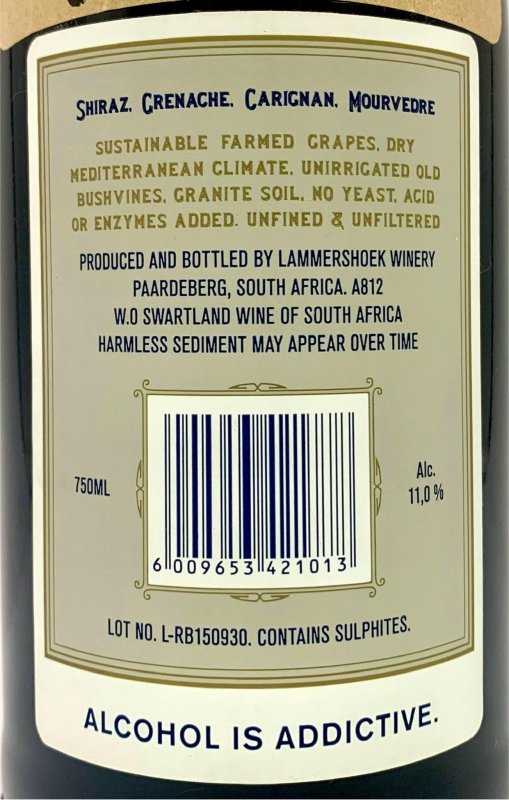 SHIRAZ, GRENACHE, CARIGNAN, MOURVEDRE
SUSTAINABLE FARMED GRAPES, DRY
MEDITERRANEAN CLIMATE, UNIRRIGATED OLD
BUSHVINES, GRANITE SOIL, NO YEAST, ACID
OR ENZYMES ADDED. UNFINED & UNFILTERED
PRODUCED AND BOTTLED BY LAMMERSHOEK WINERY
PAARDEBERG, SOUTH AFRICA. A812
W.O SWARTLAND WINE OF SOUTH AFRICA
HARMLESS SEDIMENT MAY APPEAR OVER TIME
750ML
Alc.
11,0 %
6 009653 421013
LOT NO. L-RB150930. CONTAINS SULPHITES.
ALCOHOL IS ADDICTIVE.